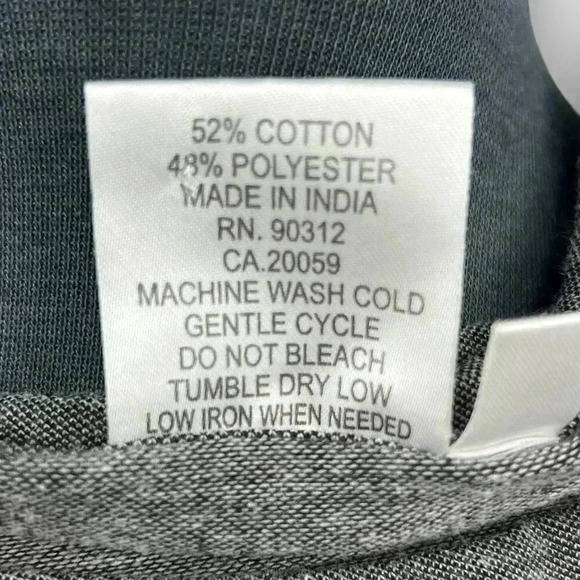 52% COTTON
48% POLYESTER
MADE IN INDIA
RN. 90312
CA.20059
MACHINE WASH COLD
GENTLE CYCLE
DO NOT BLEACH
TUMBLE DRY LOW
LOW IRON WHEN NEEDED